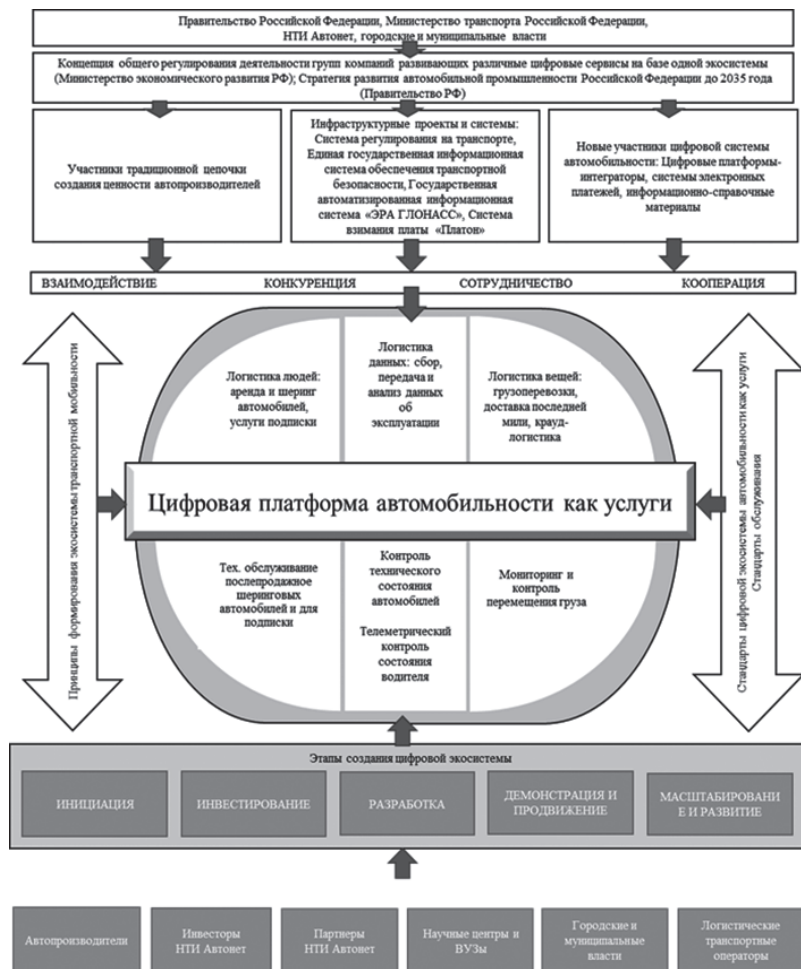 Правительство Российской Федерации, Министерство транспорта Российской Федерации,
НТИ Автонет, городские и муниципальные власти
Концепция общего регулирования деятельности групп компаний развивающих различные цифровые сервисы на базе одной экосистемы
(Министерство экономического развития РФ); Стратегия развития автомобильной промышленности Российской Федерации до 2035 года
(Правительство РФ)
Участники традиционной цепочки
создания ценности автопроизводителей
Инфраструктурные проекты и системы:
Система регулирования на транспорте,
Единая государственная информационная
система обеспечения транспортной
безопасности, Государственная
автоматизированная информационная
система «ЭРА ГЛОНАСС», Система
взимания платы «Платон»
Новые участники цифровой системы
автомобильности: Цифровые платформы-
интеграторы, системы электронных
платежей, информационно-справочные
материалы
ВЗАИМОДЕЙСТВИЕ КОНКУРЕНЦИЯ СОТРУДНИЧЕСТВО КООПЕРАЦИЯ
Принципы формирования экосистемы транспортной мобильности
Логистика людей:
аренда и шеринг
автомобилей,
услуги подписки
Логистика
данных: сбор,
передача и
анализ данных
об
эксплуатации
Логистика вещей:
грузоперевозки,
доставка последней
мили, крауд-
логистика
Цифровая платформа автомобильности как услуги
Тех. обслуживание
послепродажное
шеринговых
автомобилей и для
подписки
Контроль
технического
состояния
автомобилей
Телеметрический
контроль
состояния
водителя
Мониторинг и
контроль
перемещения груза
Стандарты цифровой экосистемы автомобильности как услуги
Стандарты обслуживания
Этапы создания цифровой экосистемы
ИНИЦИАЦИЯ
ИНВЕСТИРОВАНИЕ
РАЗРАБОТКА
ДЕМОНСТРАЦИЯ И
ПРОДВИЖЕНИЕ
МАСШТАБИРОВАНИ
Е И РАЗВИТИЕ
Автопроизводители
Инвесторы
НТИ Автонет
Партнеры
НТИ Автонет
Научные центры и
ВУЗы
Городские и
муниципальные
власти
Логистические
транспортные
операторы